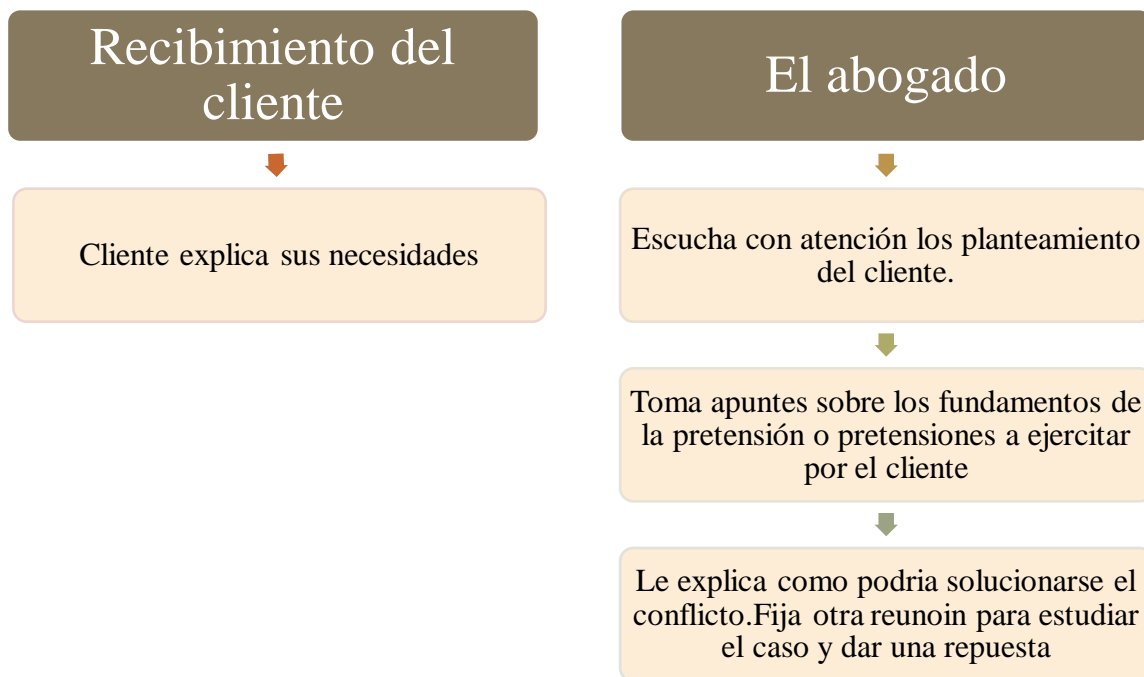 Recibimiento del
cliente
Cliente explica sus necesidades
El abogado
Escucha con atención los planteamiento
del cliente.
Toma apuntes sobre los fundamentos de
la pretensión o pretensiones a ejercitar
por el cliente
Le explica como podria solucionarse el
conflicto.Fija otra reunoin para estudiar
el caso y dar una repuesta